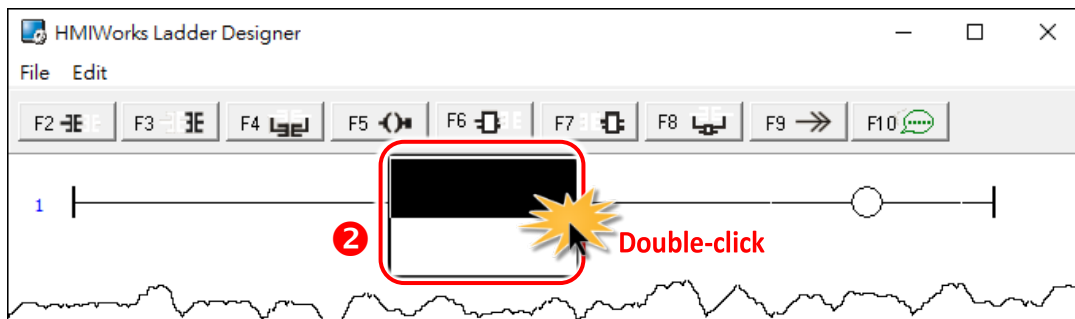 HMIWorks Ladder Designer
File Edit
F2 F3 F4 F5 F6 F7 F8 F9 F10
1
2 Double-click